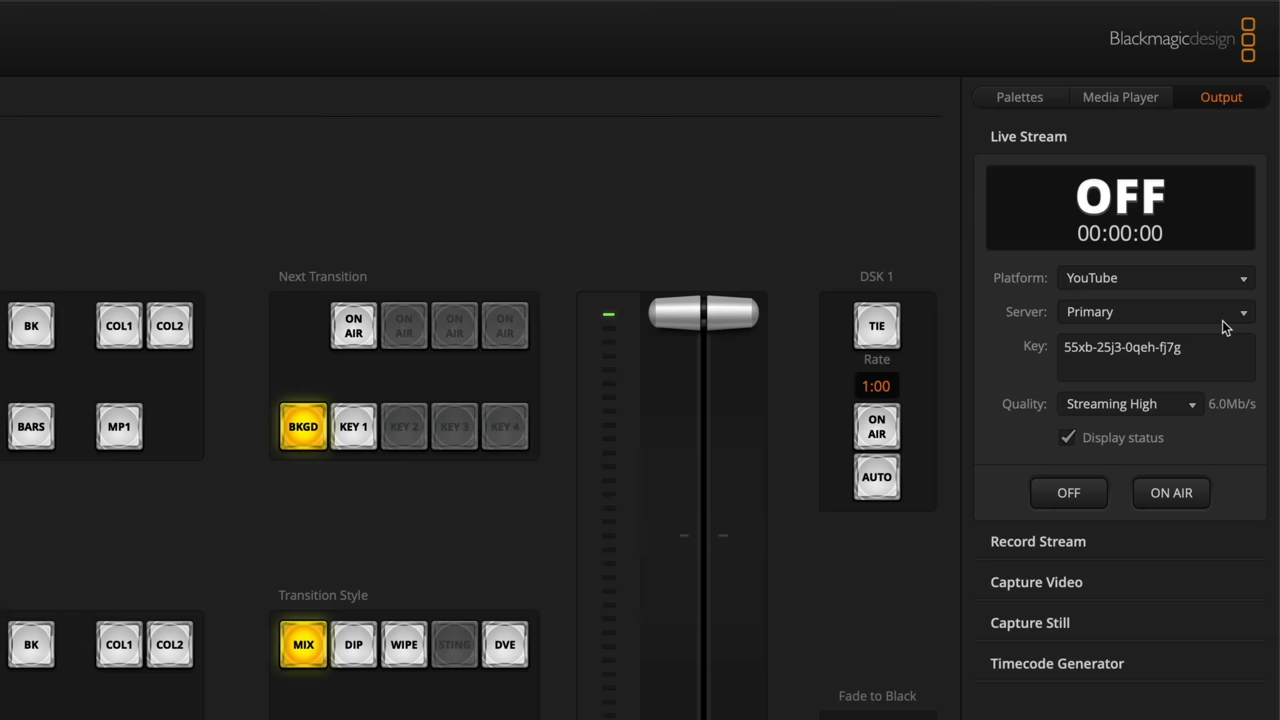 Blackmagicdesign
Palettes
Media Player
Output
Live Stream
OFF
00:00:00
Platform: YouTube
Server: Primary
Key: 55xb-25j3-0qeh-fj7g
Quality: Streaming High 6.0Mb/s
Display status
OFF
ON AIR
Record Stream
Capture Video
Capture Still
Timecode Generator
BK
COL1
COL2
BARS
MP1
Next Transition
ON AIR
ON AIR
ON AIR
ON AIR
BKGD
KEY 1
KEY 2
KEY 3
KEY 4
DSK 1
TIE
Rate
1:00
ON AIR
AUTO
BK
COL1
COL2
Transition Style
MIX
DIP
WIPE
STING
DVE
Fade to Black